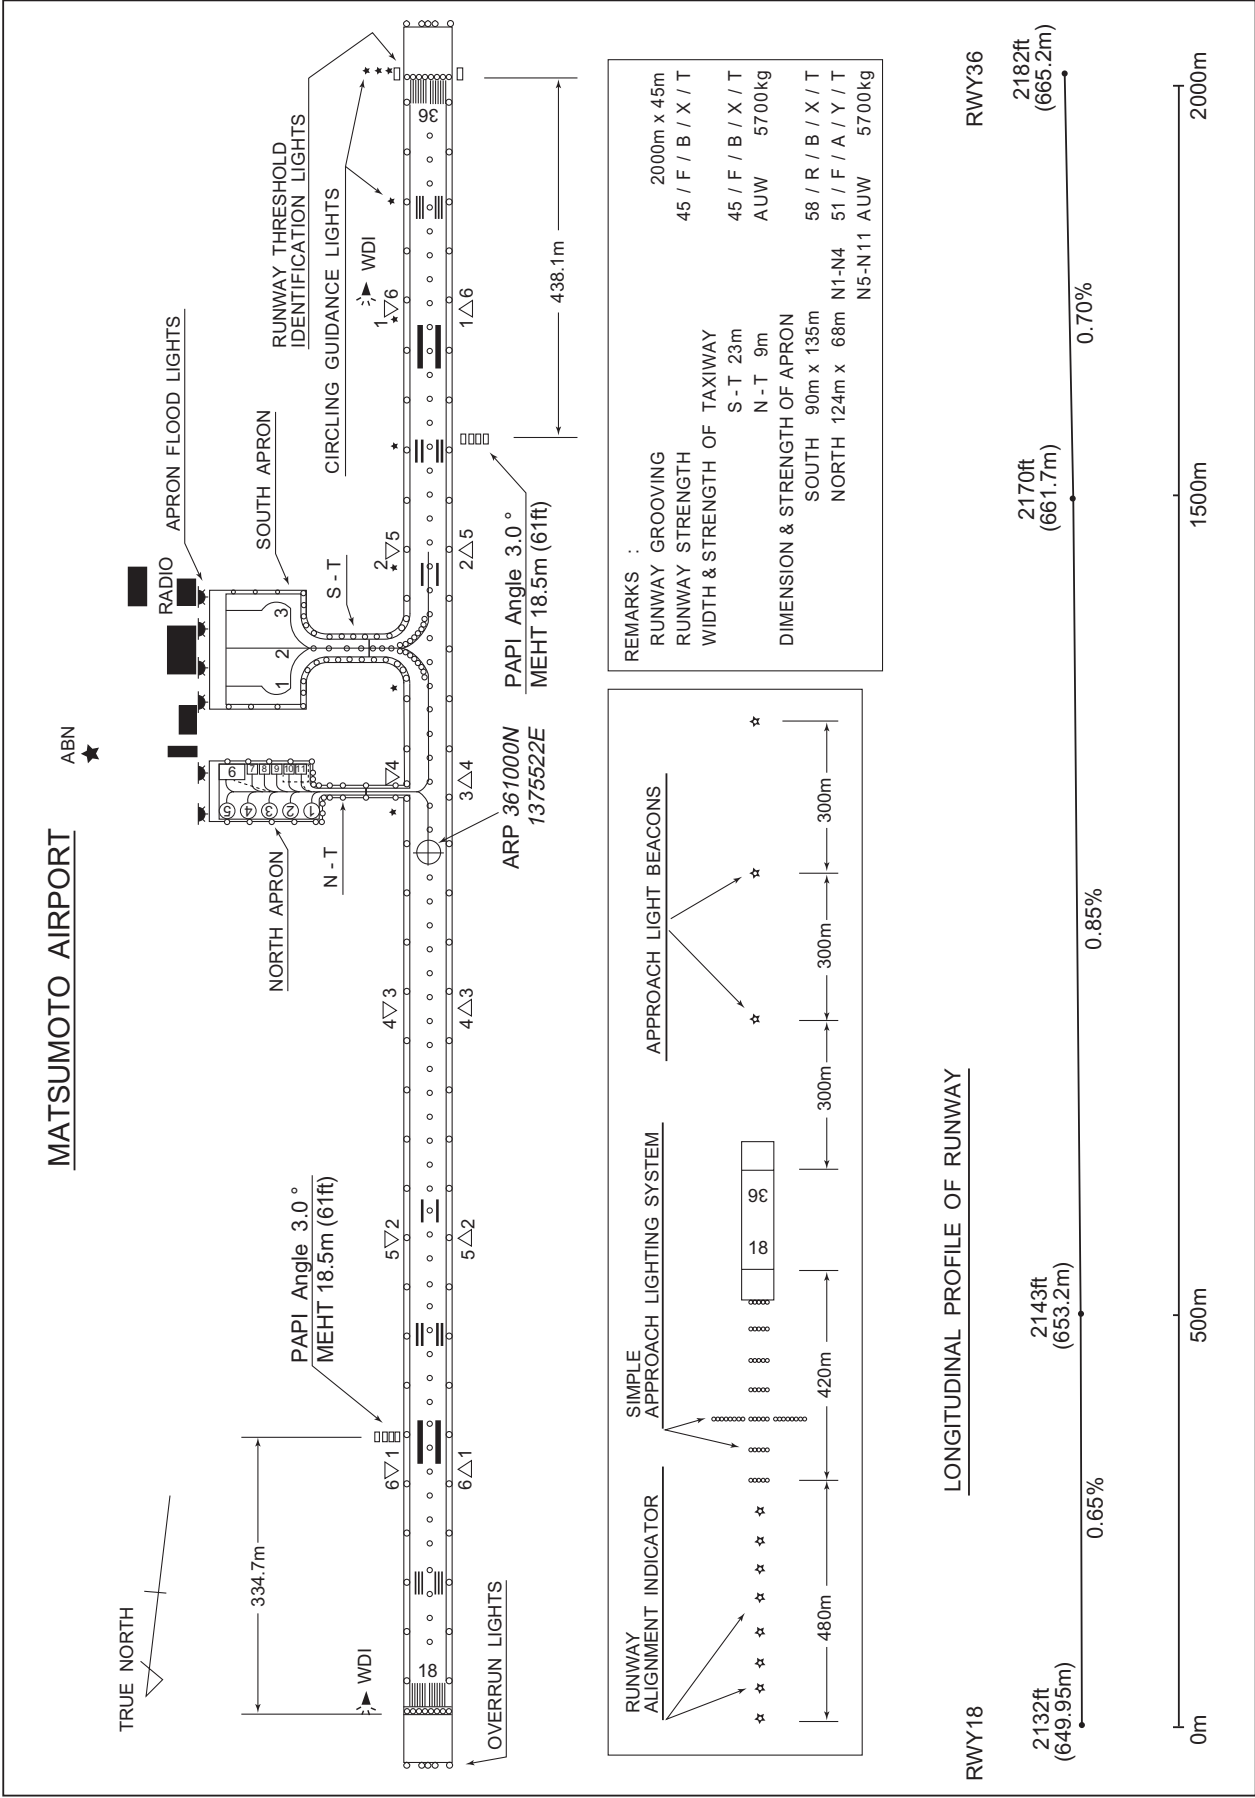 MATSUMOTO AIRPORT
TRUE NORTH
ABN
RADIO
APRON FLOOD LIGHTS
SOUTH APRON
NORTH APRON
RUNWAY THRESHOLD
IDENTIFICATION LIGHTS
CIRCLING GUIDANCE LIGHTS
S - T
N - T
1
2
3
5
4
3
2
1
6
7
8
9
10
11
WDI
WDI
334.7m
438.1m
PAPI Angle 3.0 °
MEHT 18.5m (61ft)
PAPI Angle 3.0 °
MEHT 18.5m (61ft)
ARP 361000N
1375522E
OVERRUN LIGHTS
18
36
6 1
5 2
4 3
4
2 5
1 6
6 1
5 2
4 3
3 4
2 5
1 6
RUNWAY
ALIGNMENT INDICATOR
SIMPLE
APPROACH LIGHTING SYSTEM
APPROACH LIGHT BEACONS
18
36
480m
420m
300m
300m
300m
REMARKS :
RUNWAY GROOVING 2000m x 45m
RUNWAY STRENGTH 45 / F / B / X / T
WIDTH & STRENGTH OF TAXIWAY
S - T 23m 45 / F / B / X / T
N - T 9m AUW 5700kg
DIMENSION & STRENGTH OF APRON
SOUTH 90m x 135m 58 / R / B / X / T
NORTH 124m x 68m N1-N4 51 / F / A / Y / T
N5-N11 AUW 5700kg
LONGITUDINAL PROFILE OF RUNWAY
RWY18
RWY36
2132ft
(649.95m)
2143ft
(653.2m)
2170ft
(661.7m)
2182ft
(665.2m)
0.65%
0.85%
0.70%
0m
500m
1500m
2000m